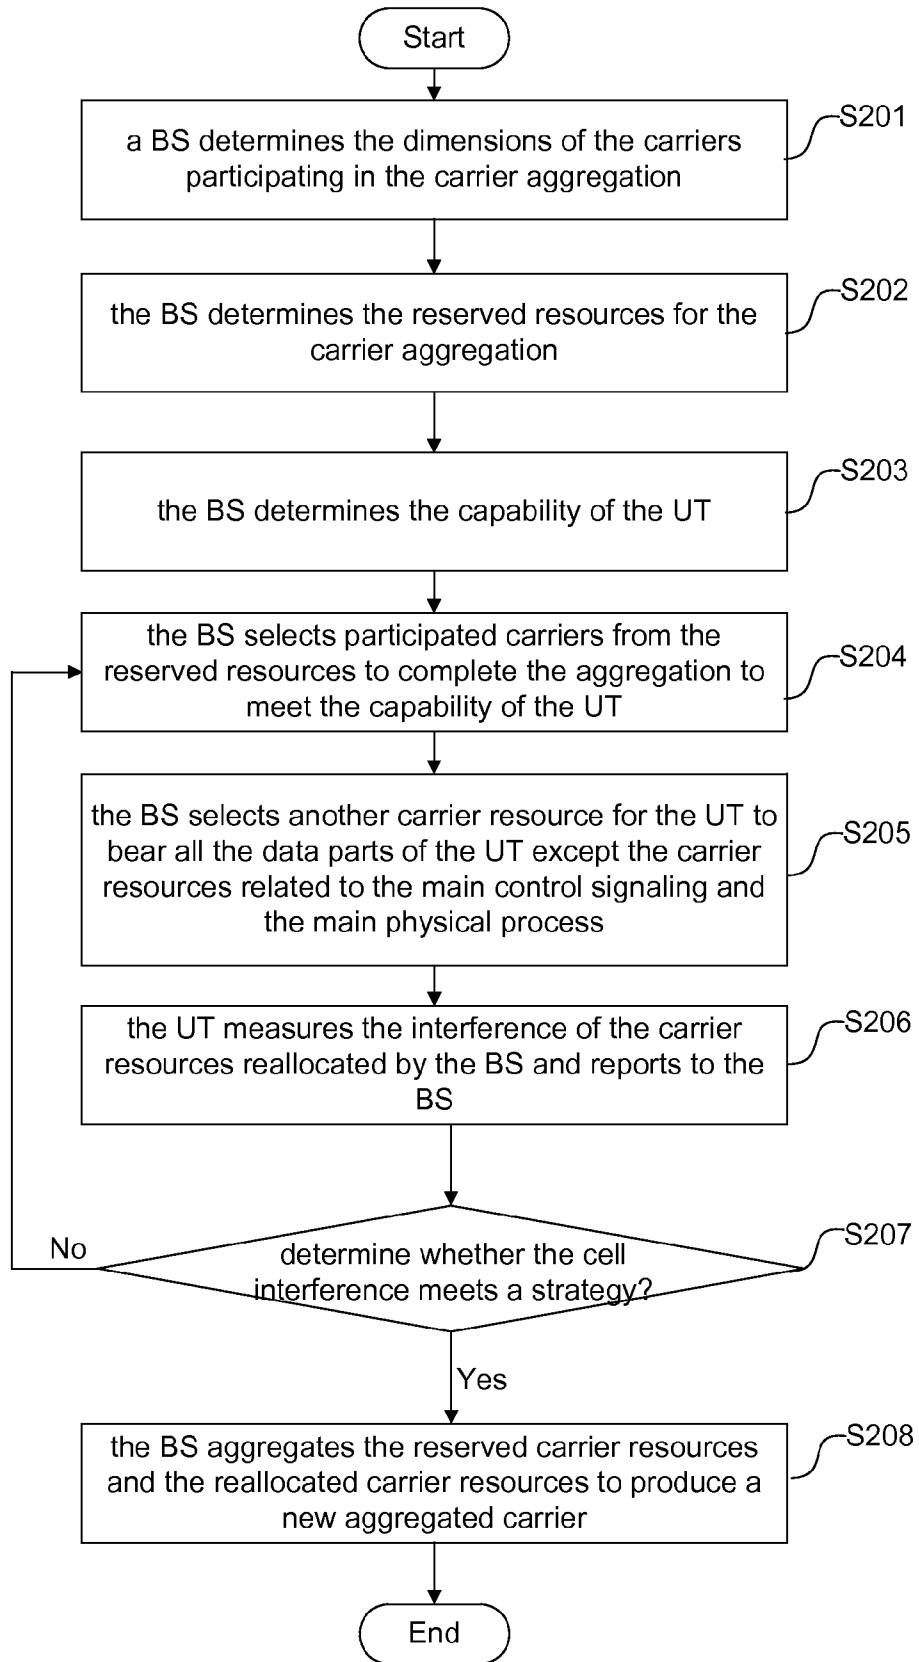 Start
a BS determines the dimensions of the carriers
participating in the carrier aggregation
S201
the BS determines the reserved resources for the
carrier aggregation
S202
the BS determines the capability of the UT
S203
the BS selects participated carriers from the
reserved resources to complete the aggregation to
meet the capability of the UT
S204
the BS selects another carrier resource for the UT to
bear all the data parts of the UT except the carrier
resources related to the main control signaling and
the main physical process
S205
the UT measures the interference of the carrier
resources reallocated by the BS and reports to the
BS
S206
No
determine whether the cell
interference meets a strategy?
S207
Yes
the BS aggregates the reserved carrier resources
and the reallocated carrier resources to produce a
new aggregated carrier
S208
End